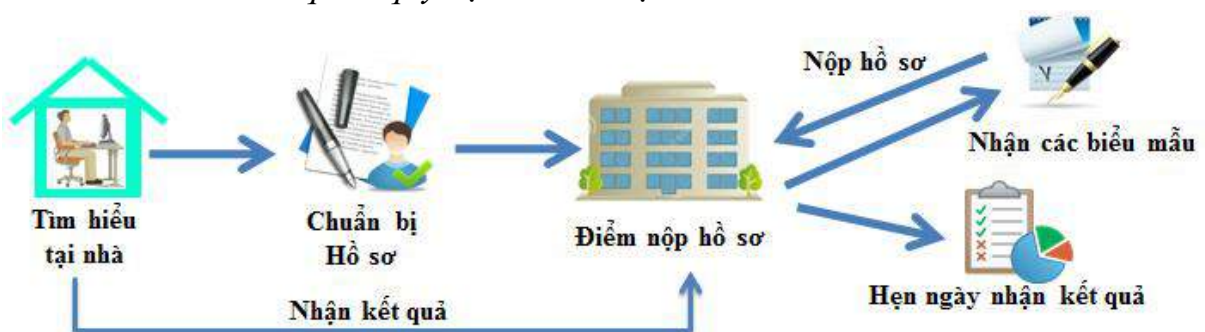 Tìm hiểu
tại nhà
Chuẩn bị
Hồ sơ
Điểm nộp hồ sơ
Nộp hồ sơ
Nhận các biểu mẫu
Hẹn ngày nhận kết quả
Nhận kết quả